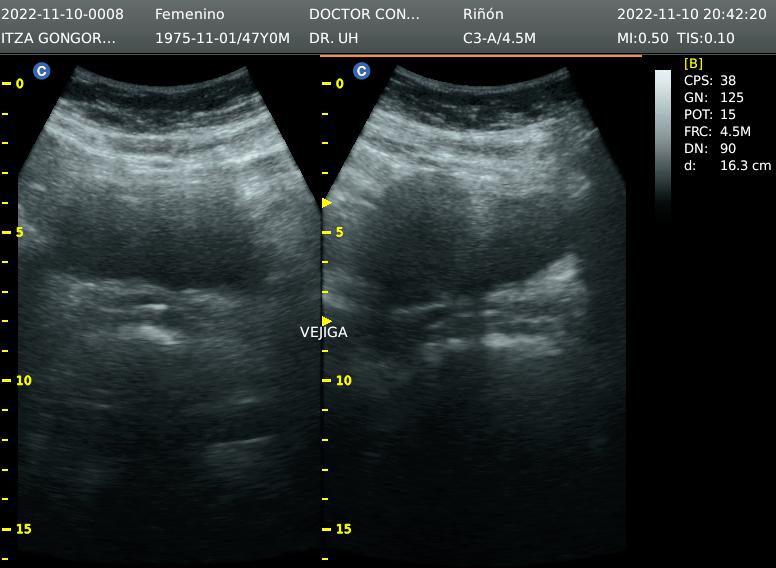 2022-11-10-0008 Femenino DOCTOR CON... Riñón 2022-11-10 20:42:20
ITZA GONGOR... 1975-11-01/47Y0M DR. UH C3-A/4.5M MI:0.50 TIS:0.10
C
C
[B]
CPS: 38
GN: 125
POT: 15
FRC: 4.5M
DN: 90
d: 16.3 cm
0
5
10
15
VEJIGA
0
5
10
15